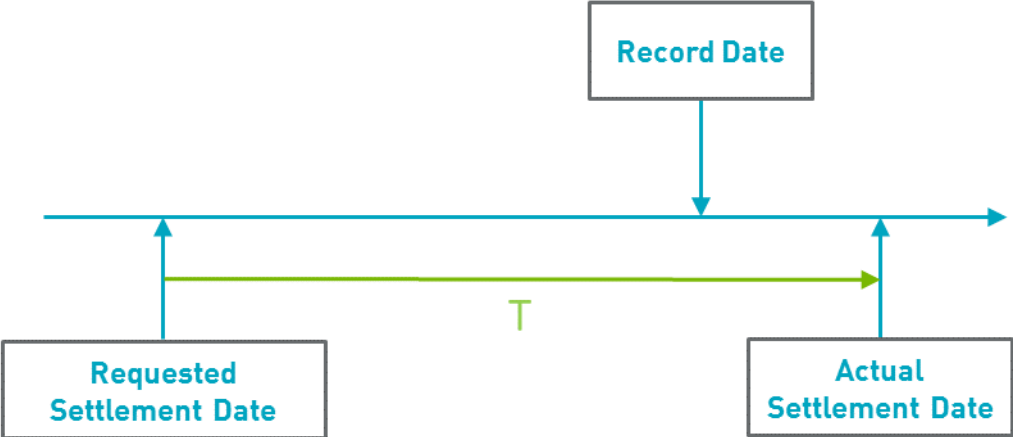 Record Date
T
Requested
Settlement Date
Actual
Settlement Date